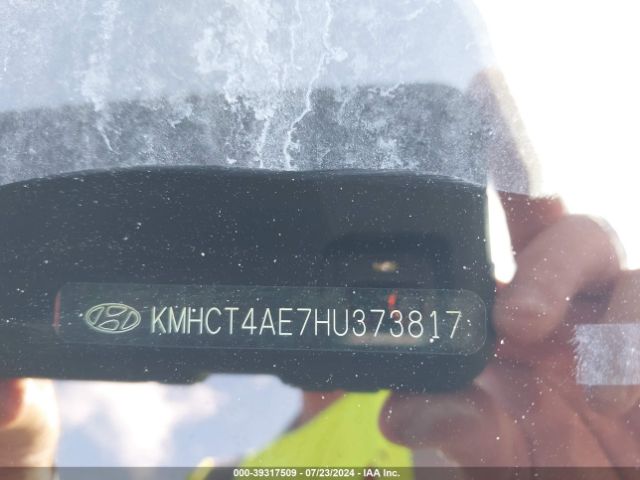 KMHCT4AE7HU373817
000-39317509 - 07/23/2024 - IAA Inc.